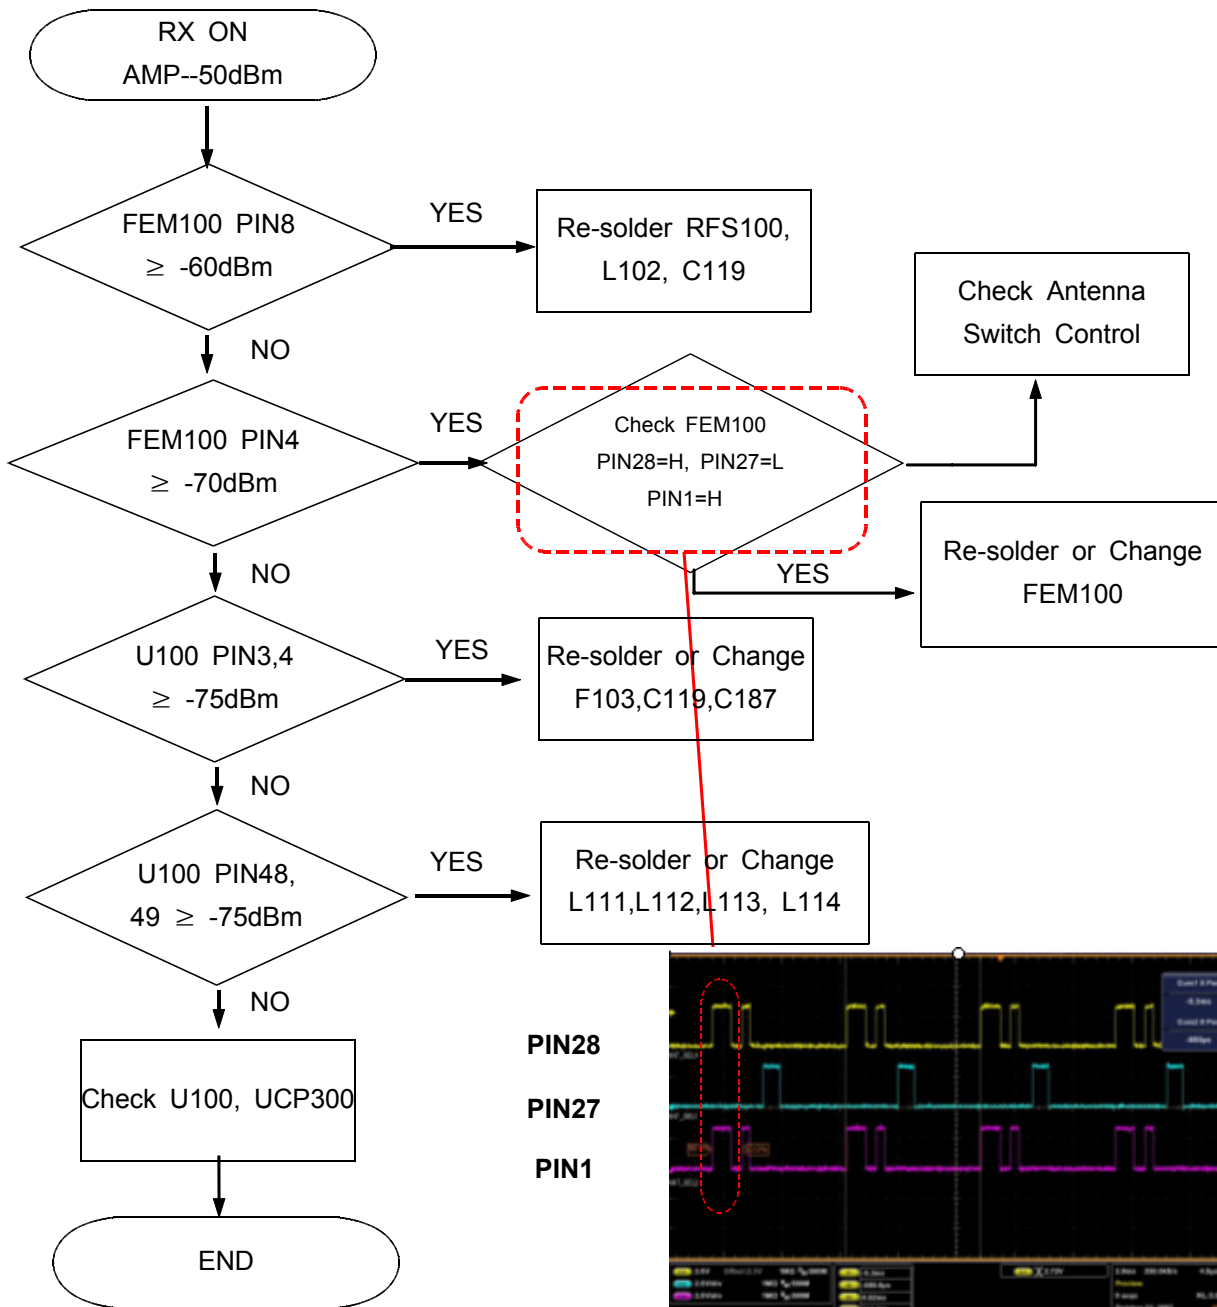 RX ON
AMP--50dBm
FEM100 PIN8
≥ -60dBm
YES
Re-solder RFS100,
L102, C119
NO
Check Antenna
Switch Control
FEM100 PIN4
≥ -70dBm
YES
Check FEM100
PIN28=H, PIN27=L
PIN1=H
YES
Re-solder or Change
FEM100
NO
U100 PIN3,4
≥ -75dBm
YES
Re-solder or Change
F103,C119,C187
NO
U100 PIN48,
49 ≥ -75dBm
YES
Re-solder or Change
L111,L112,L113, L114
NO
Check U100, UCP300
END
PIN28
PIN27
PIN1